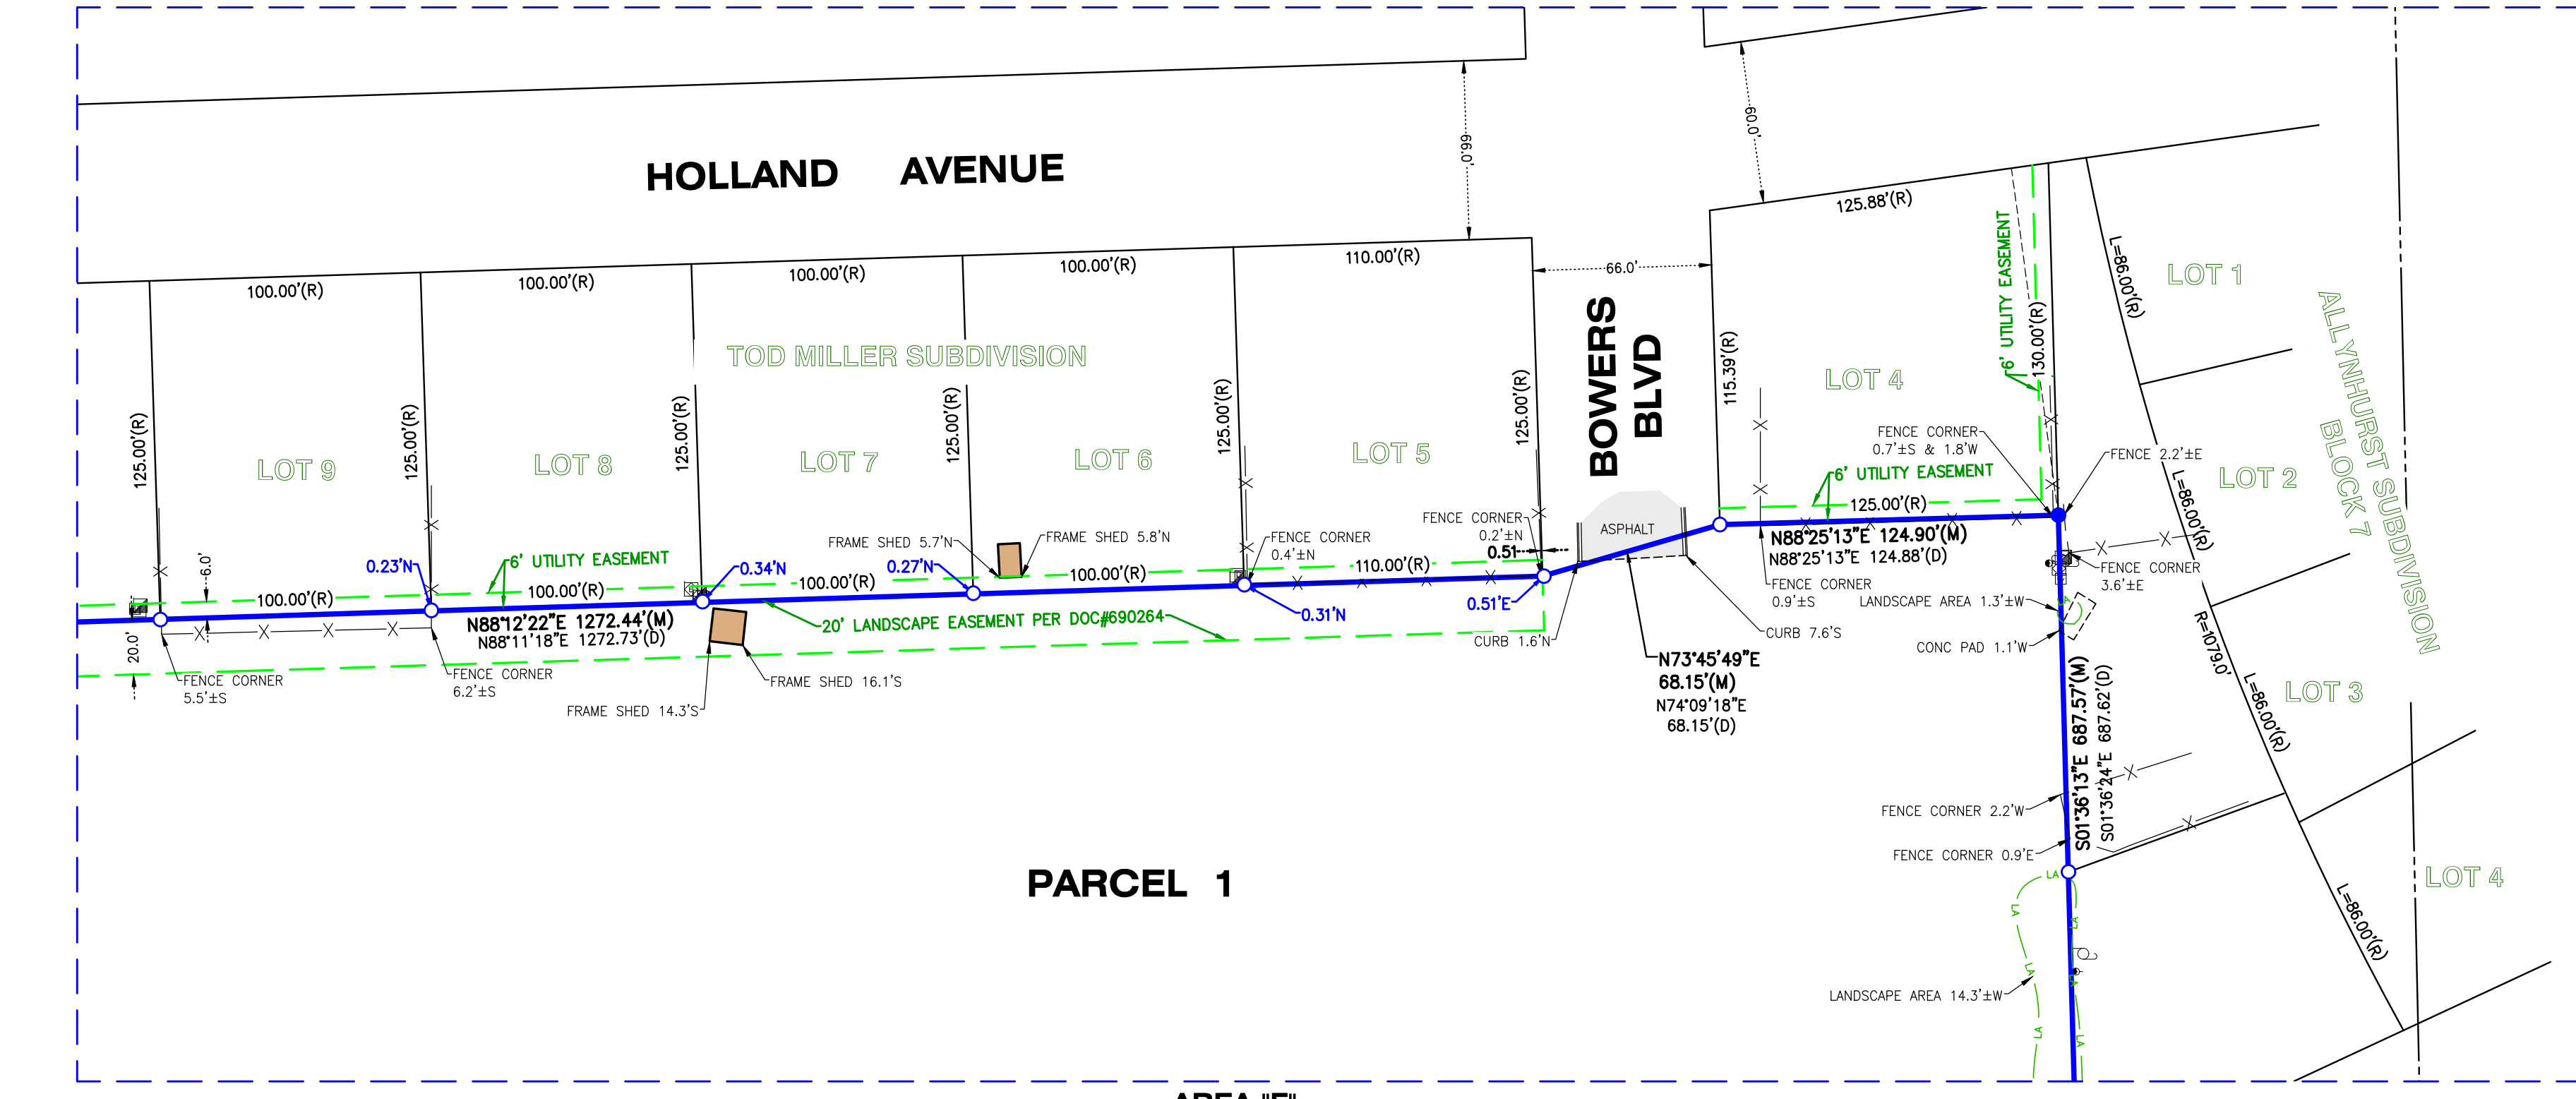 HOLLAND AVENUE
66.0'
60.0'
100.00'(R)
100.00'(R)
100.00'(R)
100.00'(R)
110.00'(R)
66.0'
125.88'(R)
BOWERS
BLVD
TOD MILLER SUBDIVISION
125.00'(R)
125.00'(R)
125.00'(R)
125.00'(R)
125.00'(R)
125.00'(R)
115.39'(R)
130.00'(R)
LOT 9
LOT 8
LOT 7
LOT 6
LOT 5
LOT 4
6' UTILITY EASEMENT
LOT 1
LOT 2
LOT 3
LOT 4
ALLYNHURST SUBDIVISION
BLOCK 7
L=86.00'(R)
L=86.00'(R)
L=86.00'(R)
L=86.00'(R)
R=1079.0'
FENCE CORNER
0.7'±S & 1.8'W
FENCE 2.2'±E
6' UTILITY EASEMENT
125.00'(R)
N88°25'13"E 124.90'(M)
N88°25'13"E 124.88'(D)
FENCE CORNER
0.9'±S
FENCE CORNER
3.6'±E
LANDSCAPE AREA 1.3'±W
CONC PAD 1.1'W
LA
ASPHALT
CURB 7.6'S
CURB 1.6'N
FENCE CORNER
0.2'±N
0.51
0.51'E
FENCE CORNER
0.4'±N
110.00'(R)
0.31'N
FRAME SHED 5.7'N
FRAME SHED 5.8'N
0.27'N
0.34'N
0.23'N
6' UTILITY EASEMENT
6.0'
20.0'
100.00'(R)
100.00'(R)
100.00'(R)
100.00'(R)
N88°12'22"E 1272.44'(M)
N88°11'18"E 1272.73'(D)
20' LANDSCAPE EASEMENT PER DOC#690264
FENCE CORNER
5.5'±S
FENCE CORNER
6.2'±S
FRAME SHED 14.3'S
FRAME SHED 16.1'S
N73°45'49"E
68.15'(M)
N74°09'18"E
68.15'(D)
S01°36'13"E 687.57'(M)
S01°36'24"E 687.62'(D)
FENCE CORNER 2.2'W
FENCE CORNER 0.9'E
PARCEL 1
LANDSCAPE AREA 14.3'±W
LA
LA
LA
LA
LA
LA
LA